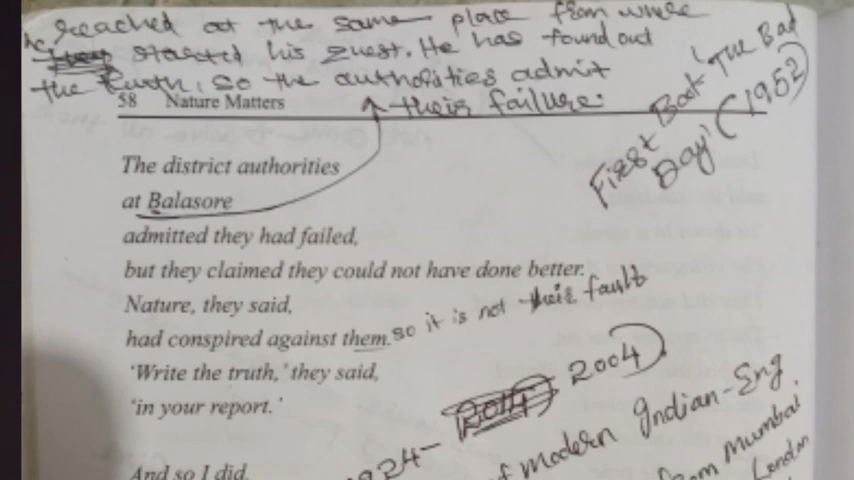 reached at the same place from where
he started his quest. He has found out
the truth, so the authorities admit
their failure.
58 Nature Matters
First Book 'The Bad
Day' (1952)
The district authorities
at Balasore
admitted they had failed,
but they claimed they could not have done better.
Nature, they said,
had conspired against them. so it is not their fault
'Write the truth,' they said,
'in your report.'
2004)
And so I did.
1924-
of modern Indian-Eng
from Mumbai.
London